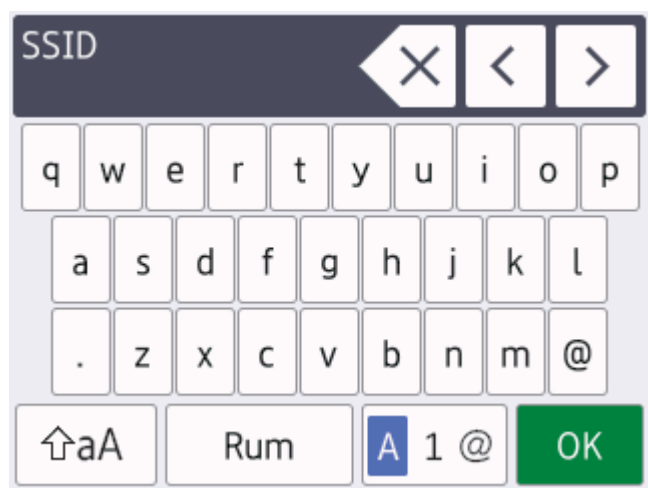 SSID
q w e r t y u i o p
a s d f g h j k l
. z x c v b n m @
aA Rum A 1 @ OK